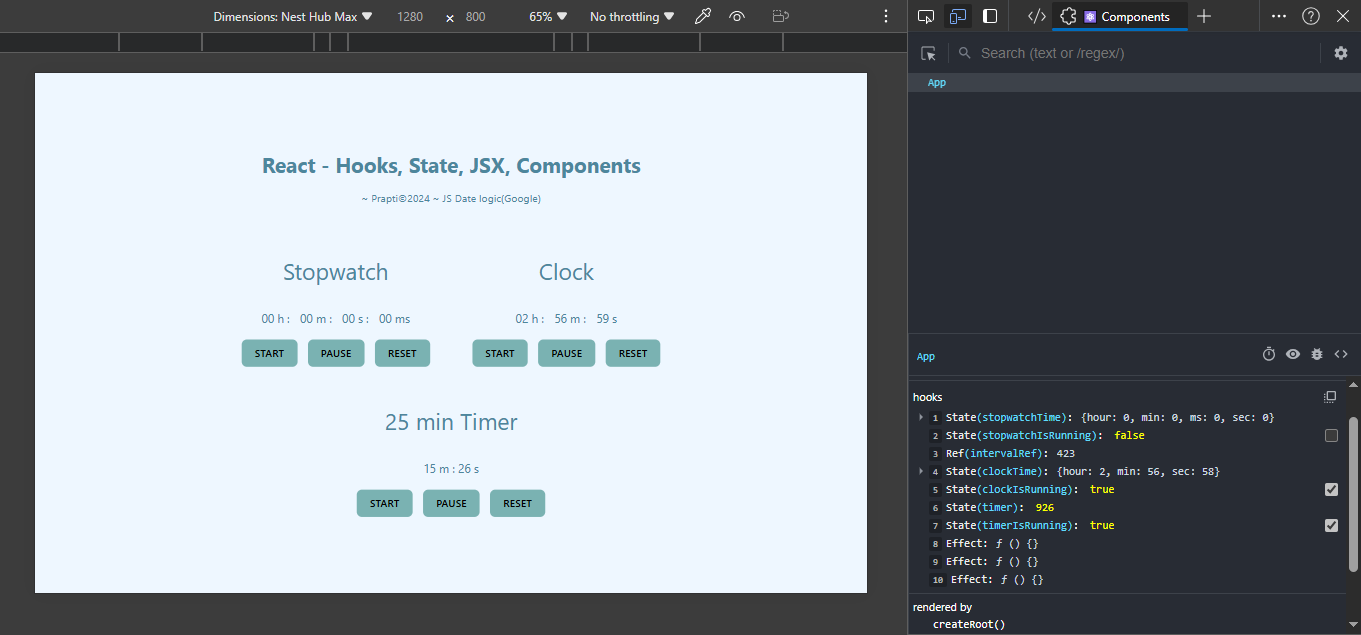 Dimensions: Nest Hub Max ▼ 1280 × 800 65% ▼ No throttling ▼
Components
Search (text or /regex/)
App
React - Hooks, State, JSX, Components
~ Prapti©2024 ~ JS Date logic(Google)
Stopwatch
00 h : 00 m : 00 s : 00 ms
START PAUSE RESET
Clock
02 h : 56 m : 59 s
START PAUSE RESET
25 min Timer
15 m : 26 s
START PAUSE RESET
App
hooks
1 State(stopwatchTime): {hour: 0, min: 0, ms: 0, sec: 0}
2 State(stopwatchIsRunning): false
3 Ref(intervalRef): 423
4 State(clockTime): {hour: 2, min: 56, sec: 58}
5 State(clockIsRunning): true
6 State(timer): 926
7 State(timerIsRunning): true
8 Effect: ƒ () {}
9 Effect: ƒ () {}
10 Effect: ƒ () {}
rendered by
createRoot()